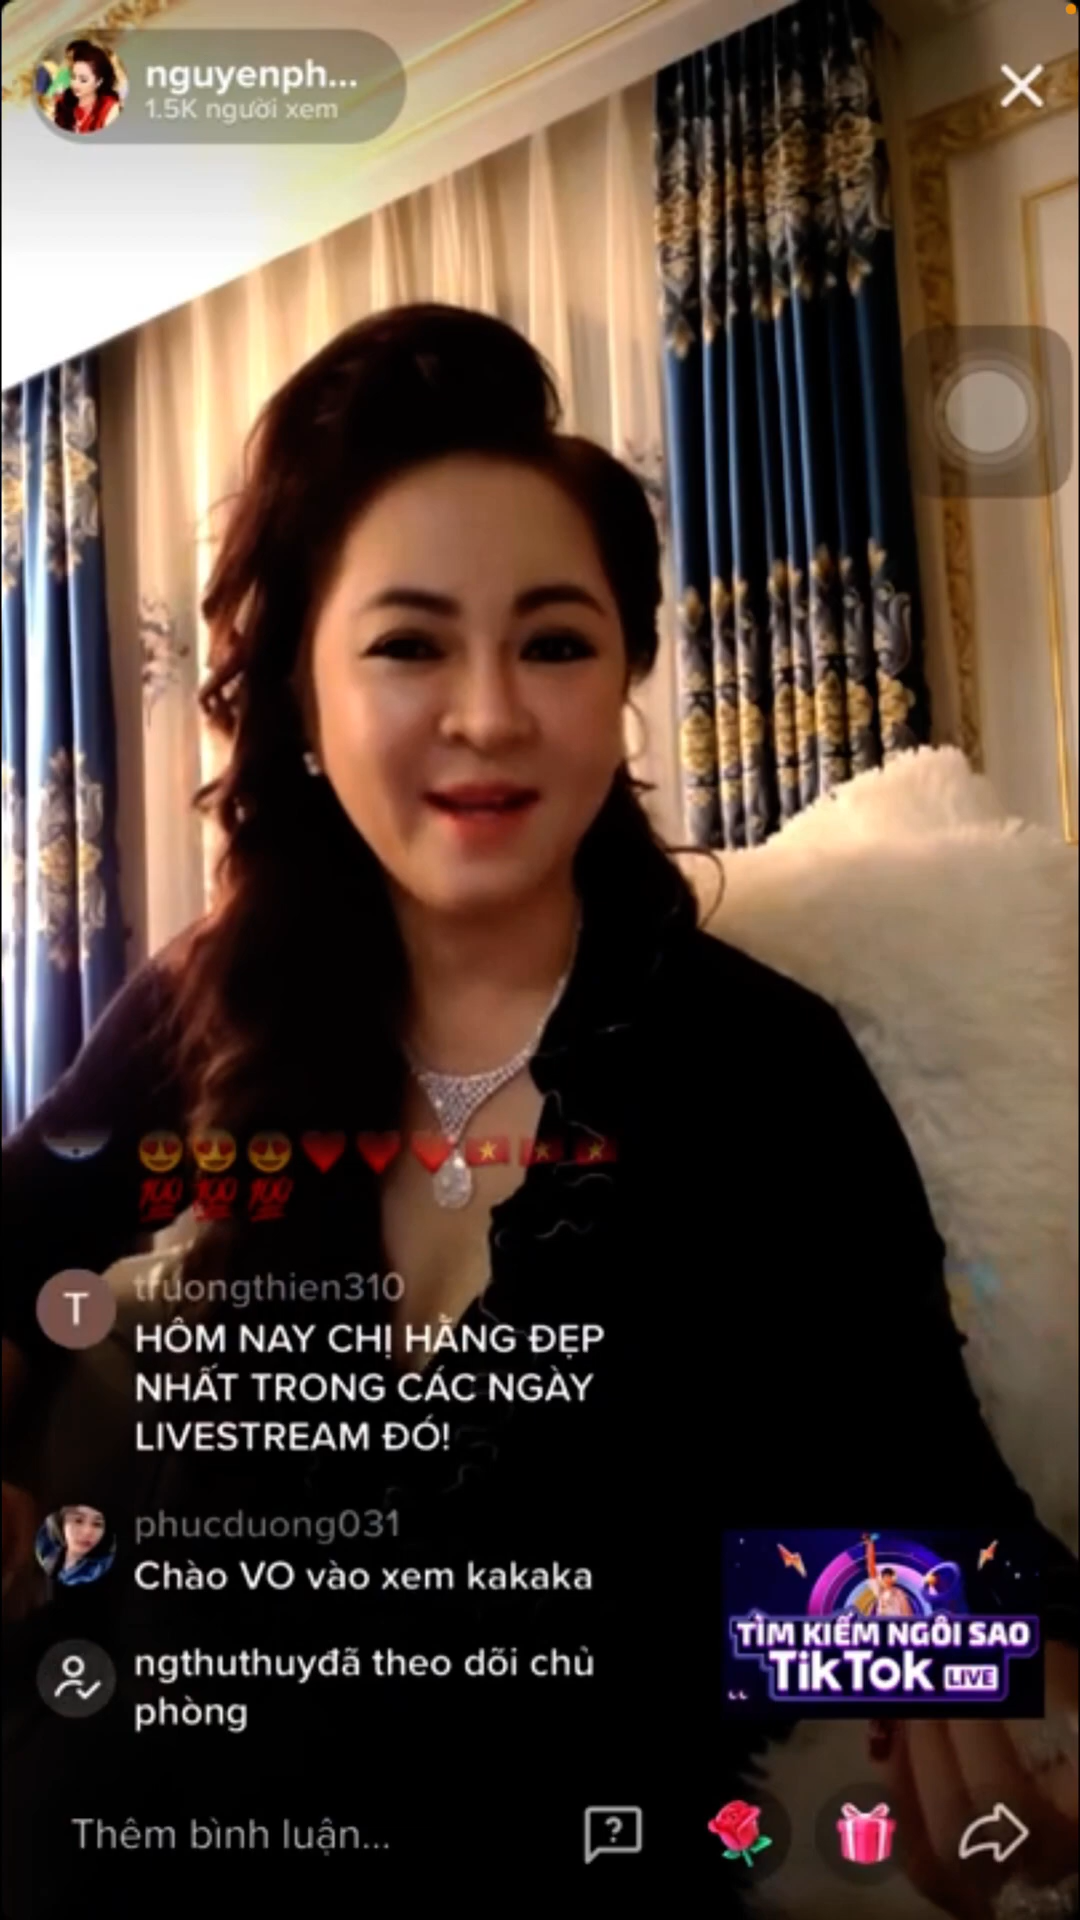 nguyenph...
1.5K người xem
truongthien310
T
HÔM NAY CHỊ HẰNG ĐẸP
NHẤT TRONG CÁC NGÀY
LIVESTREAM ĐÓ!
phucduong031
Chào VO vào xem kakaka
ngthuthuyđã theo dõi chủ
phòng
TÌM KIẾM NGÔI SAO
TikTok LIVE
Thêm bình luận...